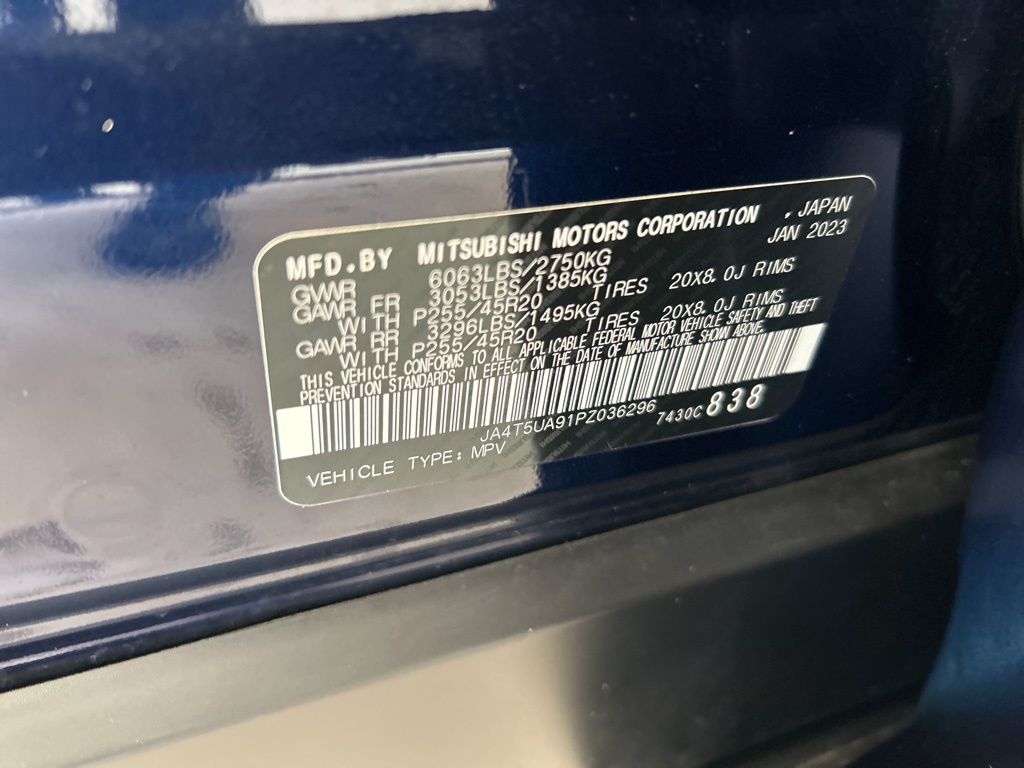 MFD.BY MITSUBISHI MOTORS CORPORATION , JAPAN
JAN 2023
GVWR 6063LBS/2750KG
GAWR FR 3053LBS/1385KG
WITH P255/45R20 TIRES 20X8.0J RIMS
GAWR RR 3296LBS/1495KG
WITH P255/45R20 TIRES 20X8.0J RIMS
THIS VEHICLE CONFORMS TO ALL APPLICABLE FEDERAL MOTOR VEHICLE SAFETY AND THEFT
PREVENTION STANDARDS IN EFFECT ON THE DATE OF MANUFACTURE SHOWN ABOVE.
JA4T5UA91PZ036296 7430C 838
VEHICLE TYPE: MPV